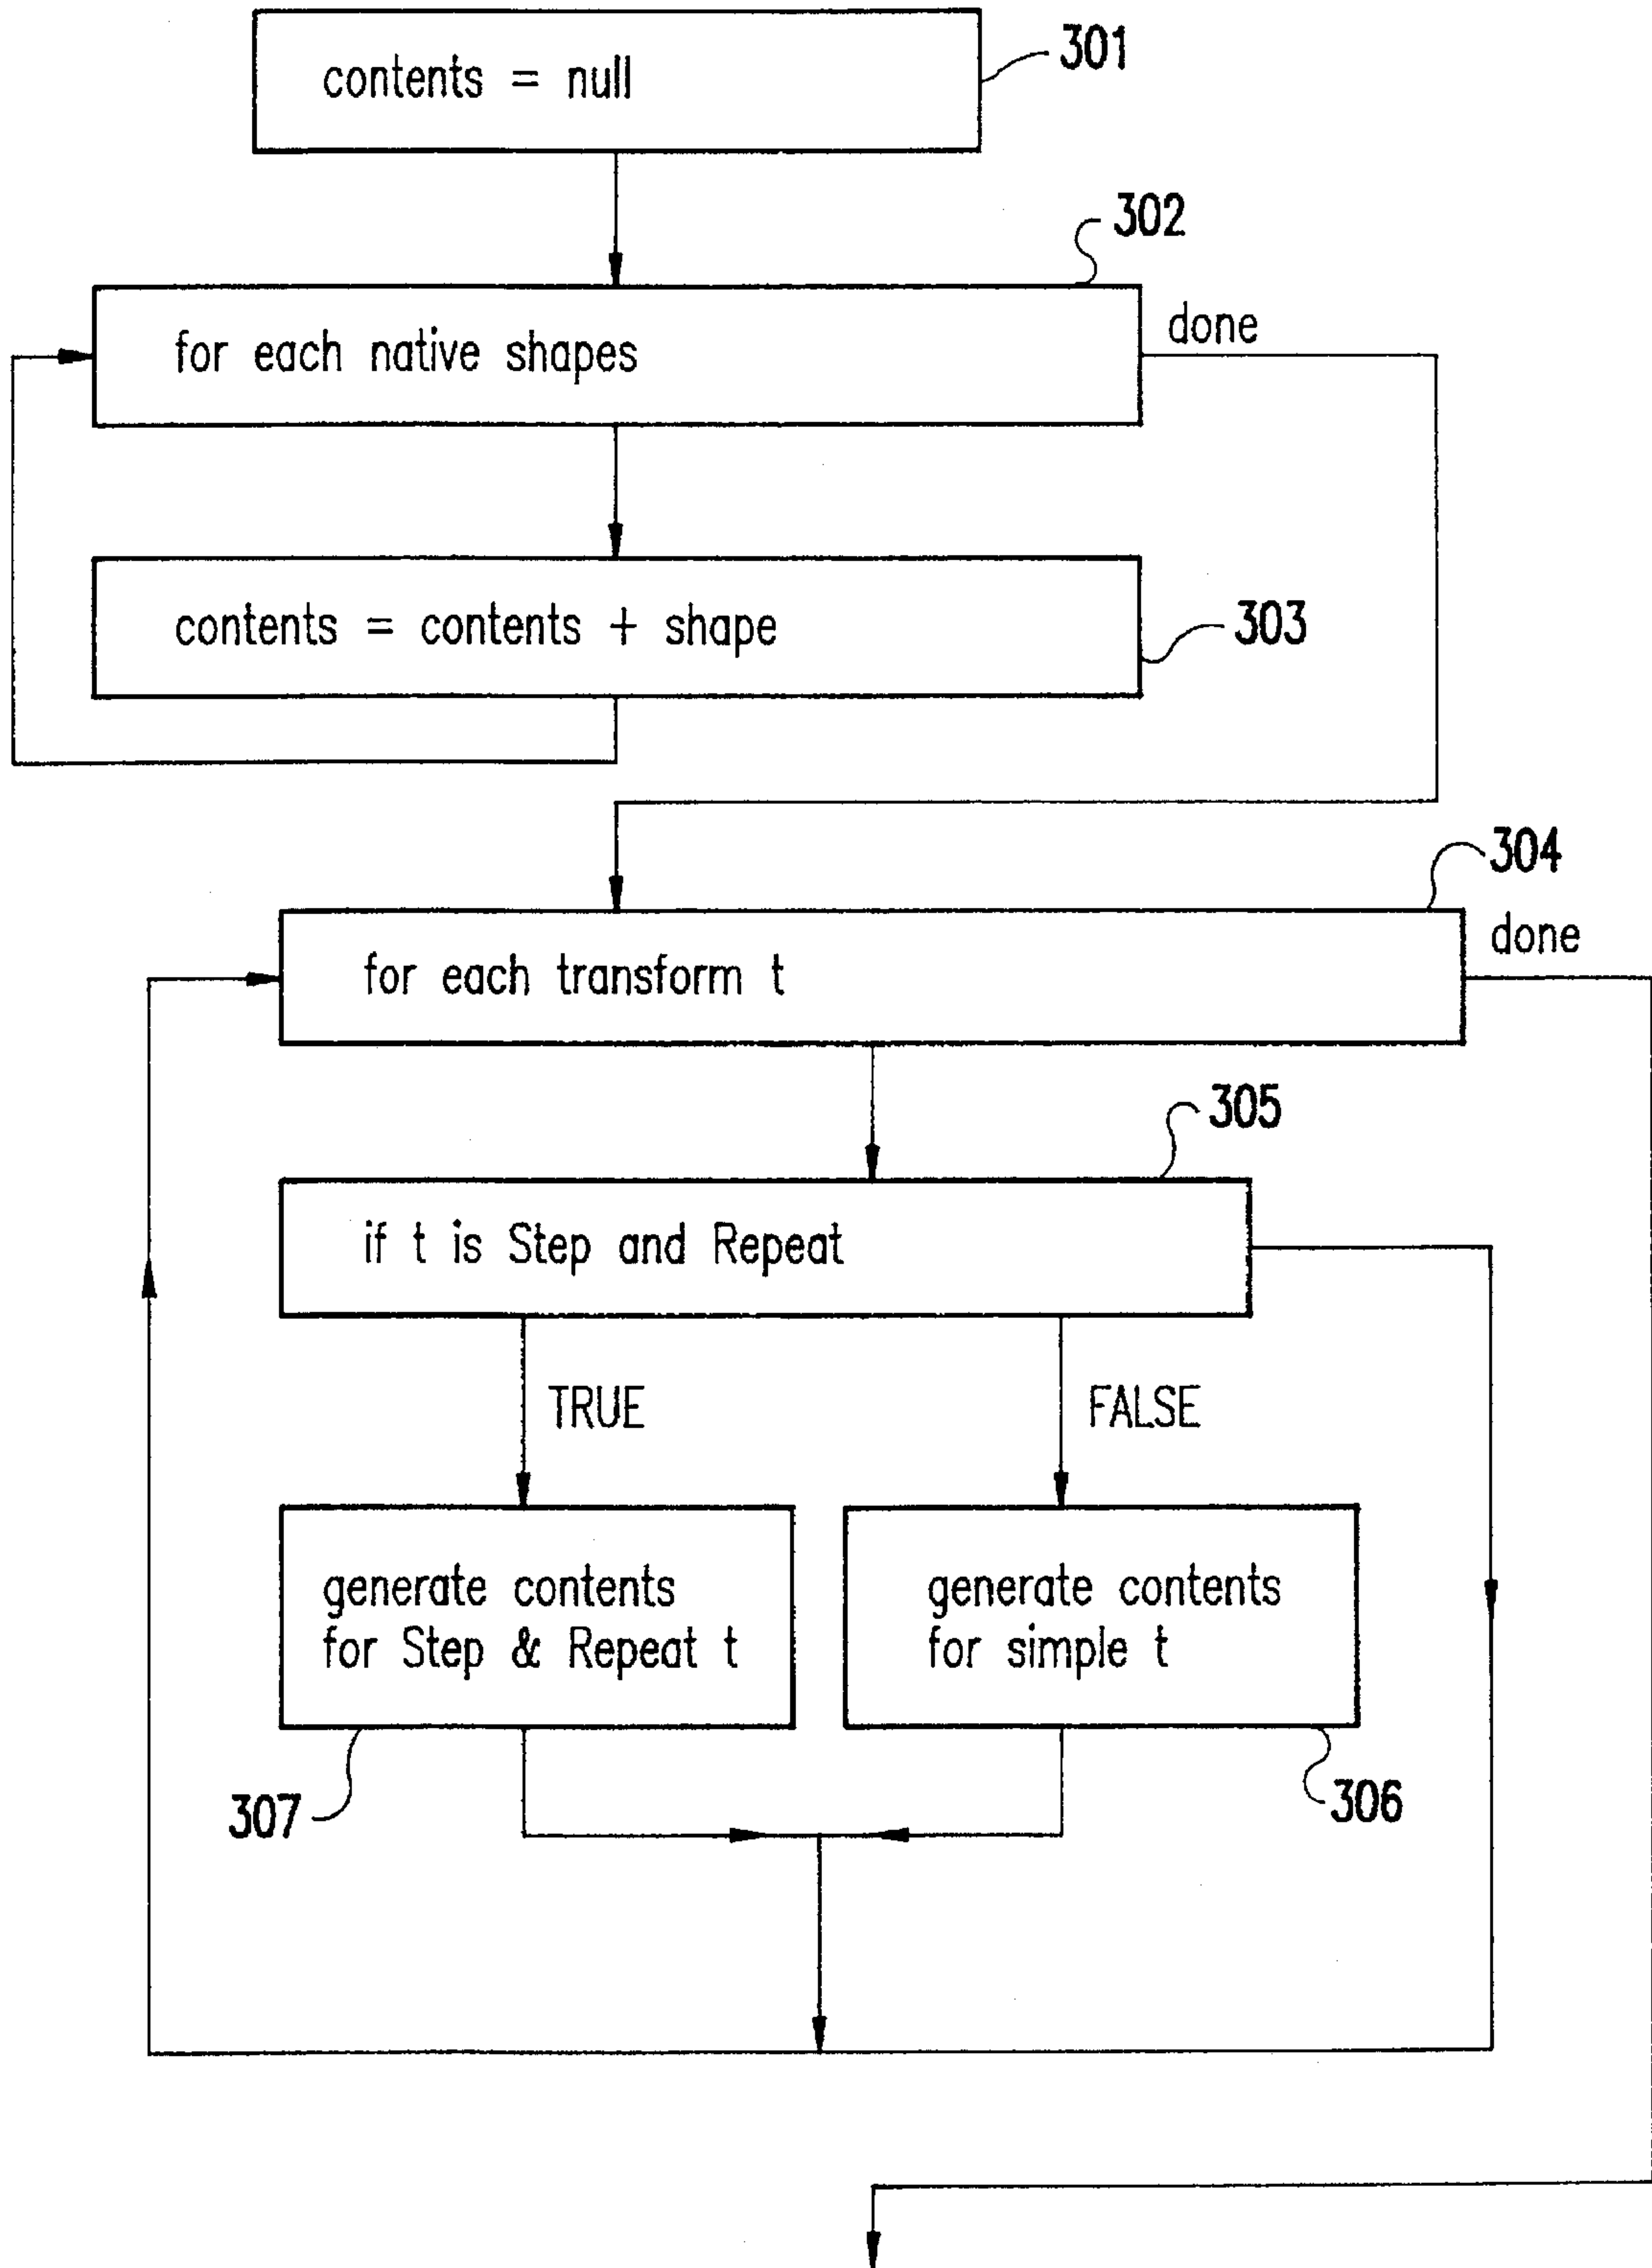 contents = null
301
302
for each native shapes
done
contents = contents + shape
303
304
for each transform t
done
305
if t is Step and Repeat
TRUE
FALSE
generate contents
for Step & Repeat t
generate contents
for simple t
307
306